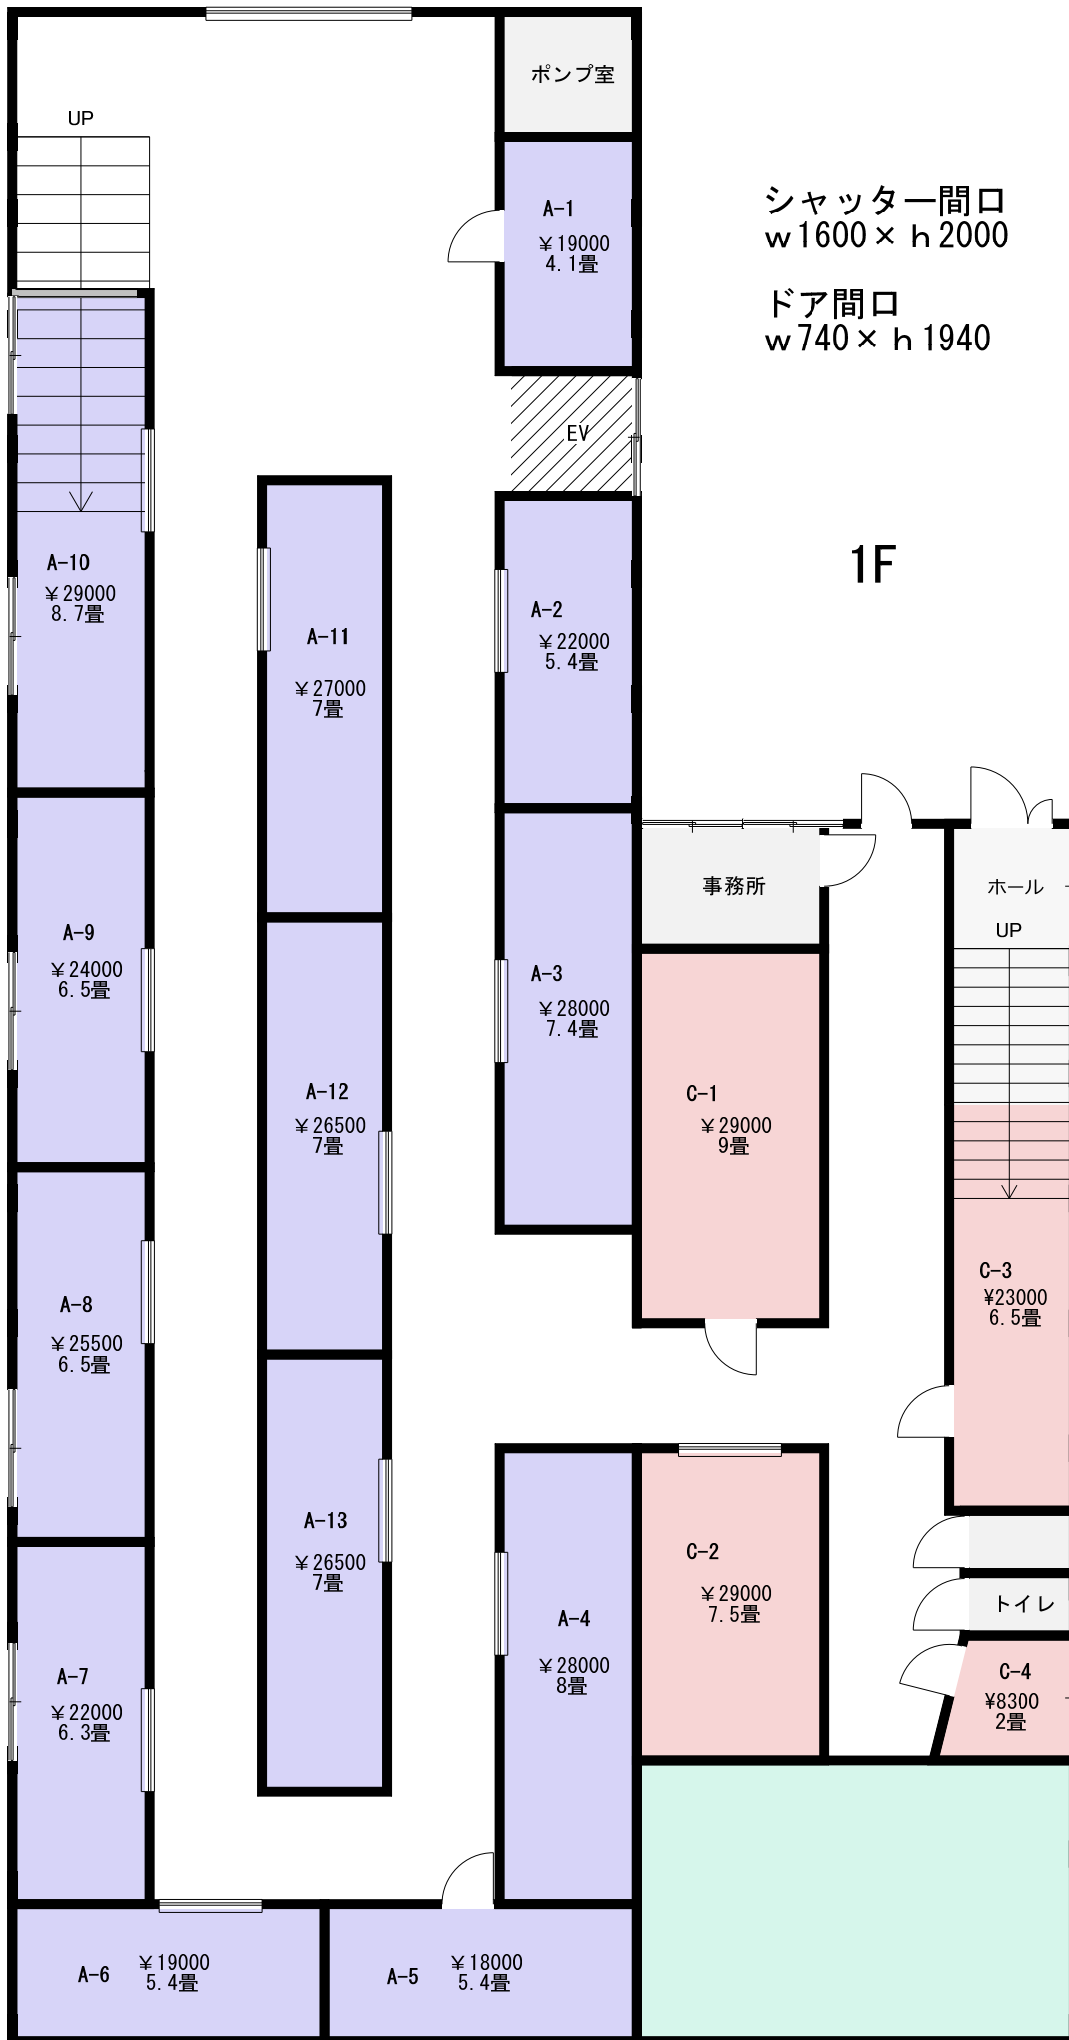 ポンプ室
UP
A-1
¥19000
4.1畳
シャッター間口
w1600×h2000
ドア間口
w740×h1940
EV
1F
A-10
¥29000
8.7畳
A-11
¥27000
7畳
A-2
¥22000
5.4畳
事務所
ホール
UP
A-9
¥24000
6.5畳
A-3
¥28000
7.4畳
A-12
¥26500
7畳
C-1
¥29000
9畳
C-3
¥23000
6.5畳
A-8
¥25500
6.5畳
A-13
¥26500
7畳
C-2
¥29000
7.5畳
トイレ
A-4
¥28000
8畳
A-7
¥22000
6.3畳
C-4
¥8300
2畳
A-6
¥19000
5.4畳
A-5
¥18000
5.4畳